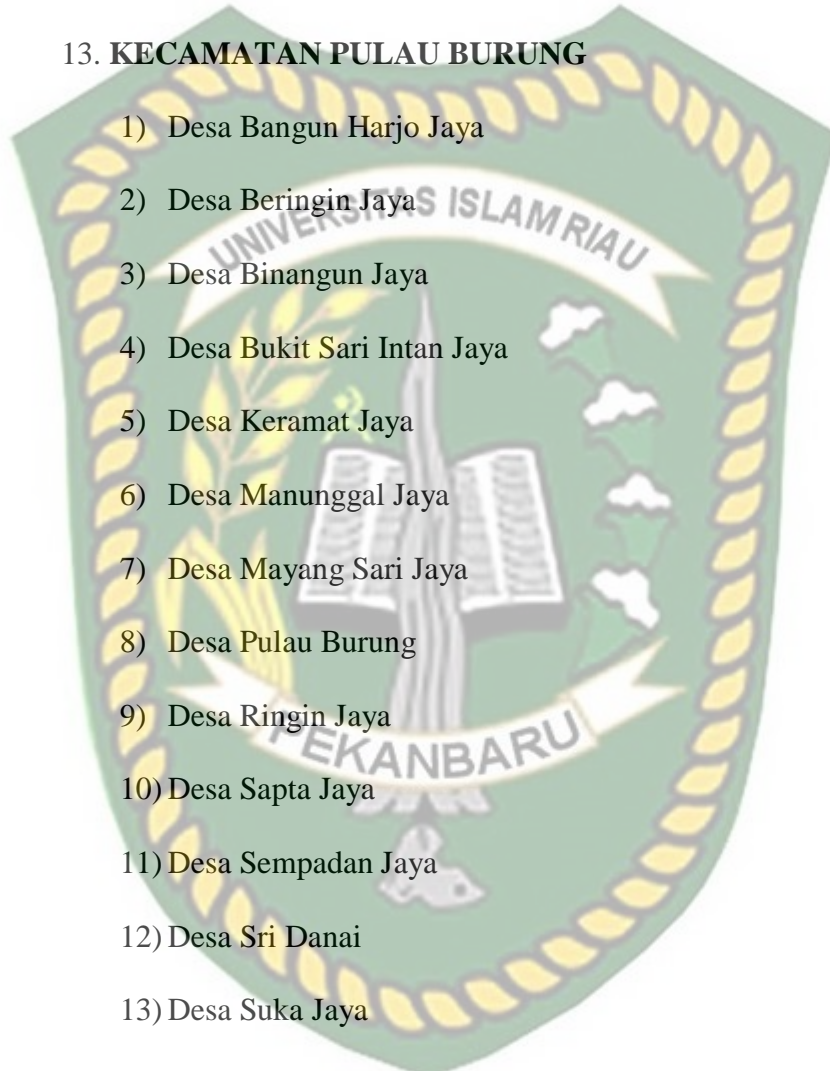 13. KECAMATAN PULAU BURUNG
1) Desa Bangun Harjo Jaya
2) Desa Beringin Jaya
UNIVERSITAS ISLAM RIAU
3) Desa Binangun Jaya
4) Desa Bukit Sari Intan Jaya
5) Desa Keramat Jaya
6) Desa Manunggal Jaya
7) Desa Mayang Sari Jaya
8) Desa Pulau Burung
9) Desa Ringin Jaya
PEKANBARU
10) Desa Sapta Jaya
11) Desa Sempadan Jaya
12) Desa Sri Danai
13) Desa Suka Jaya